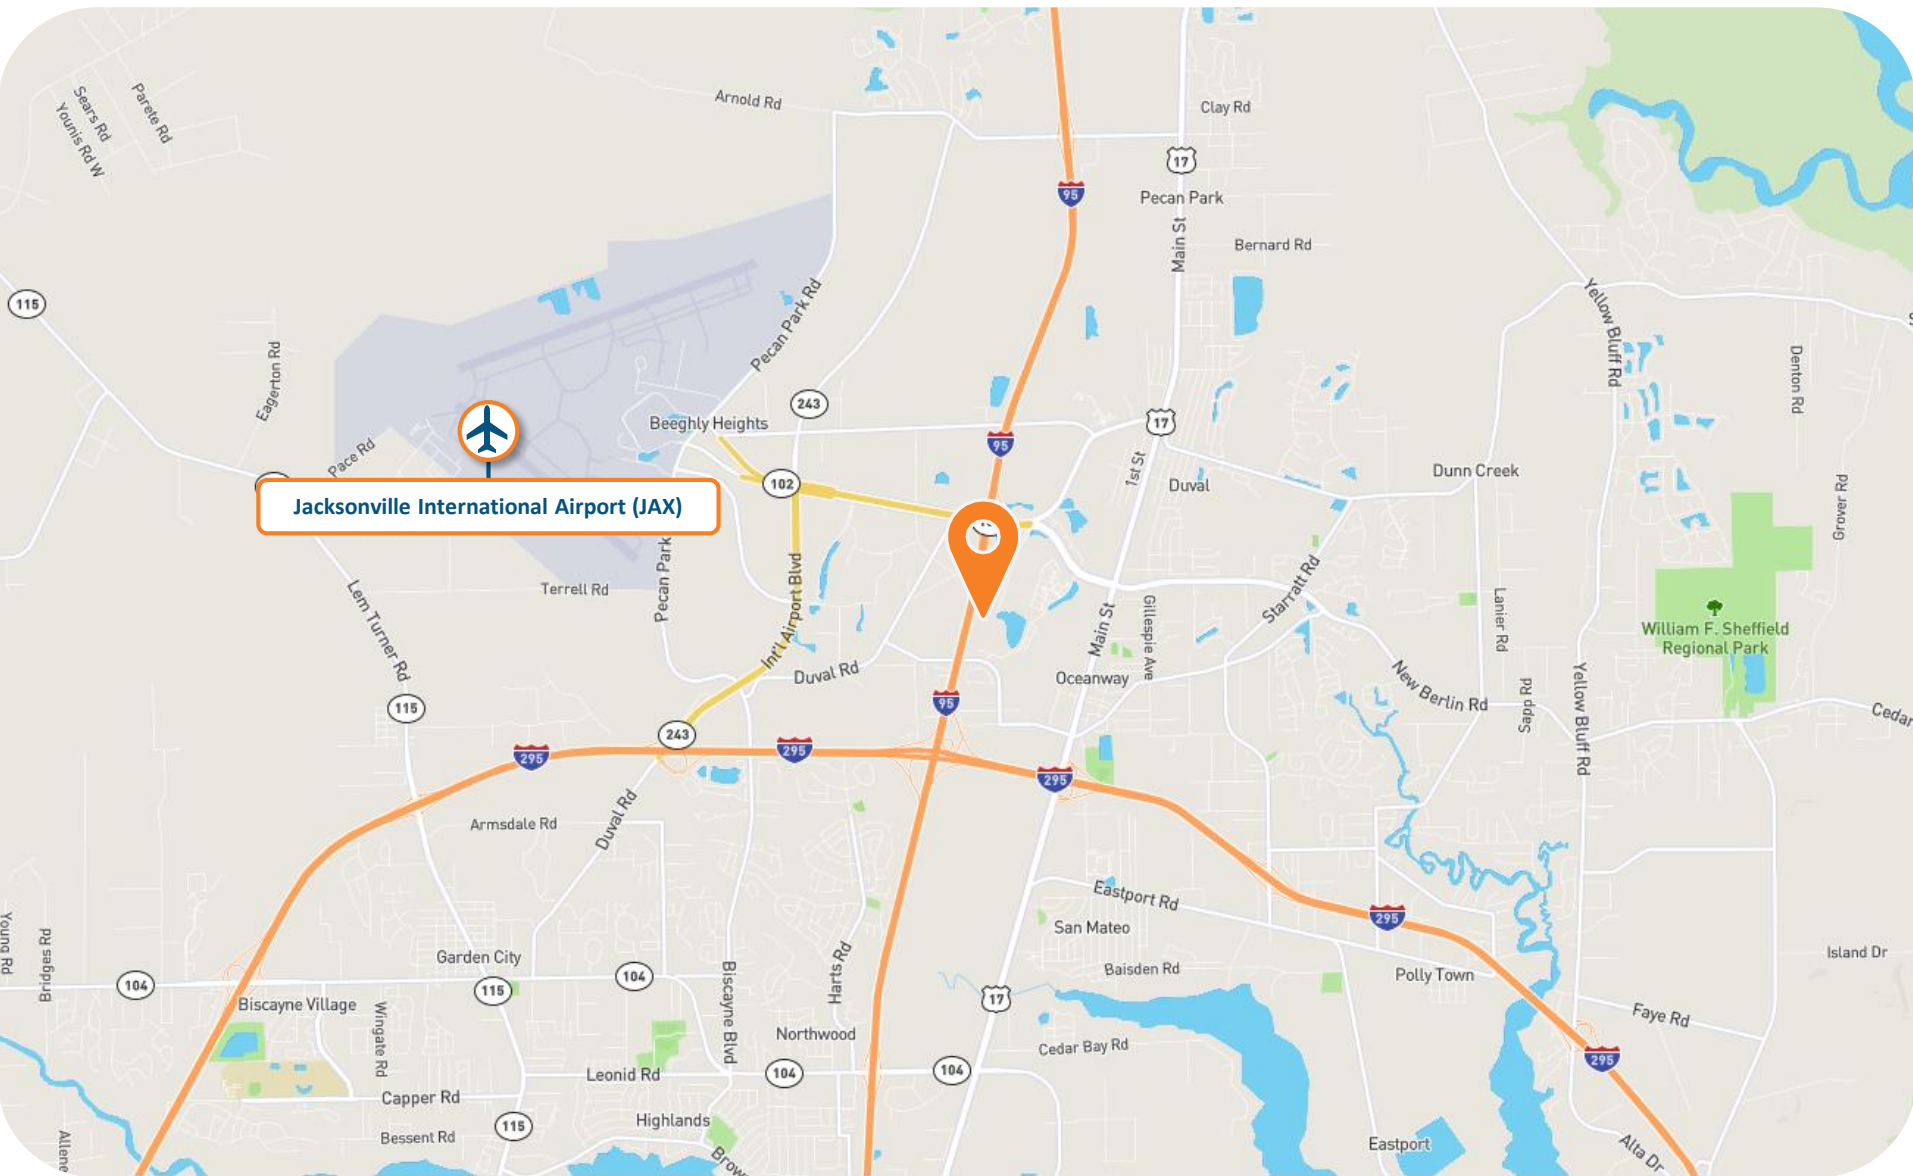 Arnold Rd
Clay Rd
Sears Rd
Parete Rd
Younis Rd W
17
95
Pecan Park
Main St
Bernard Rd
115
Yellow Bluff Rd
Pecan Park Rd
Eagerton Rd
Denton Rd
243
Beeghly Heights
17
95
Pace Rd
1st St
Dunn Creek
102
Duval
Grover Rd
Jacksonville International Airport (JAX)
Pecan Park
Terrell Rd
Int'l Airport Blvd
Lem Turner Rd
Starratt Rd
Main St
Gillespie Ave
Lanier Rd
William F. Sheffield
Regional Park
Duval Rd
Oceanway
New Berlin Rd
Sapp Rd
Yellow Bluff Rd
Cedar
115
95
243
295
295
295
Armsdale Rd
Duval Rd
Eastport Rd
295
San Mateo
Young Rd
Bridges Rd
Garden City
Harts Rd
Baisden Rd
Polly Town
Island Dr
104
104
115
Biscayne Village
Wingate Rd
Biscayne Blvd
17
Faye Rd
Northwood
Cedar Bay Rd
295
Leonid Rd
104
104
Capper Rd
Highlands
115
Bessent Rd
Eastport
Alta Dr
Allene
Brow